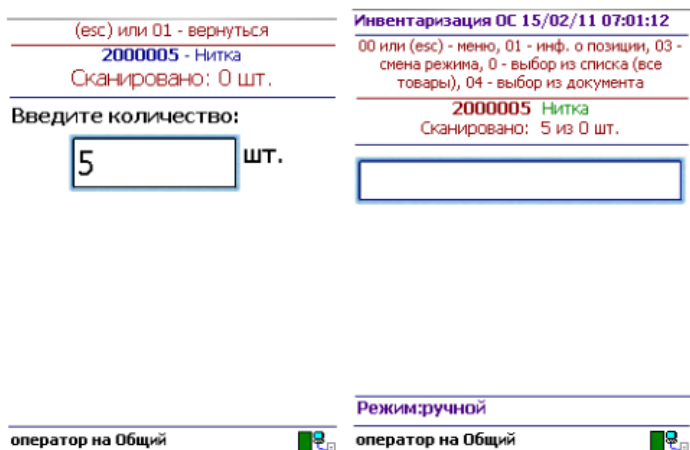 (esc) или 01 - вернуться
2000005 - Нитка
Сканировано: 0 шт.
Введите количество:
5 шт.
оператор на Общий
Инвентаризация ОС 15/02/11 07:01:12
00 или (esc) - меню, 01 - инф. о позиции, 03 -
смена режима, 0 - выбор из списка (все
товары), 04 - выбор из документа
2000005 Нитка
Сканировано: 5 из 0 шт.
Режим:ручной
оператор на Общий